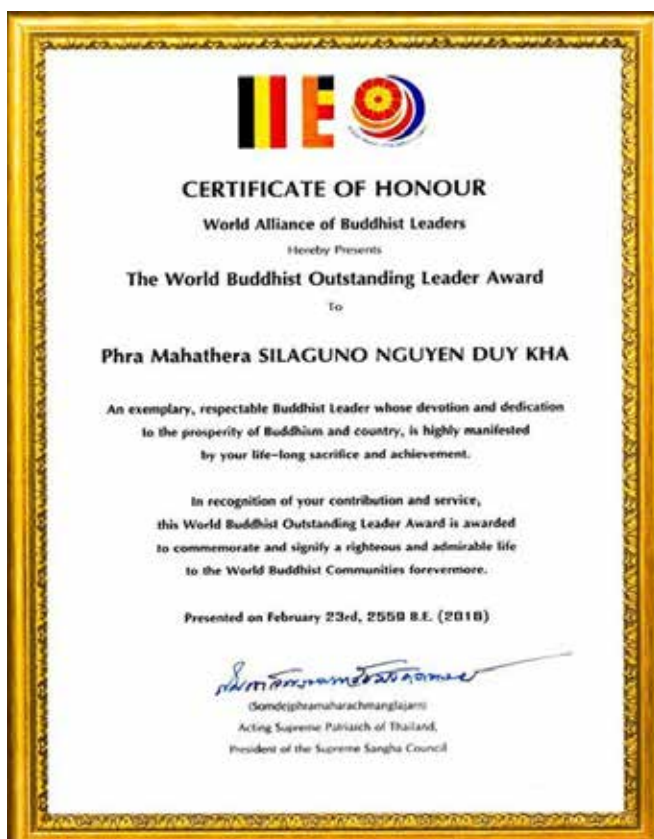 CERTIFICATE OF HONOUR
World Alliance of Buddhist Leaders
Hereby Presents
The World Buddhist Outstanding Leader Award
To
Phra Mahathera SILAGUNO NGUYEN DUY KHA
An exemplary, respectable Buddhist Leader whose devotion and dedication
to the prosperity of Buddhism and country, is highly manifested
by your life-long sacrifice and achievement.
In recognition of your contribution and service,
this World Buddhist Outstanding Leader Award is awarded
to commemorate and signify a righteous and admirable life
to the World Buddhist Communities forevermore.
Presented on February 23rd, 2559 B.E. (2016)
(Somdejphramaharachmanglajarn)
Acting Supreme Patriarch of Thailand,
President of the Supreme Sangha Council